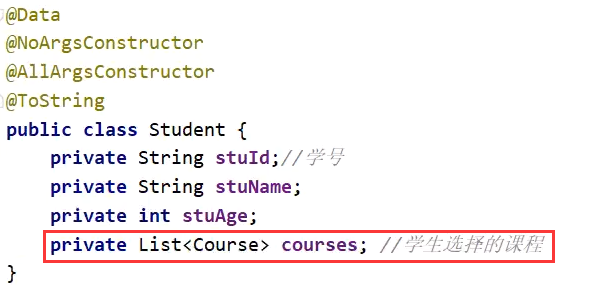 @Data
@NoArgsConstructor
@AllArgsConstructor
@ToString
public class Student {
    private String stuId;//学号
    private String stuName;
    private int stuAge;
    private List<Course> courses; //学生选择的课程
}